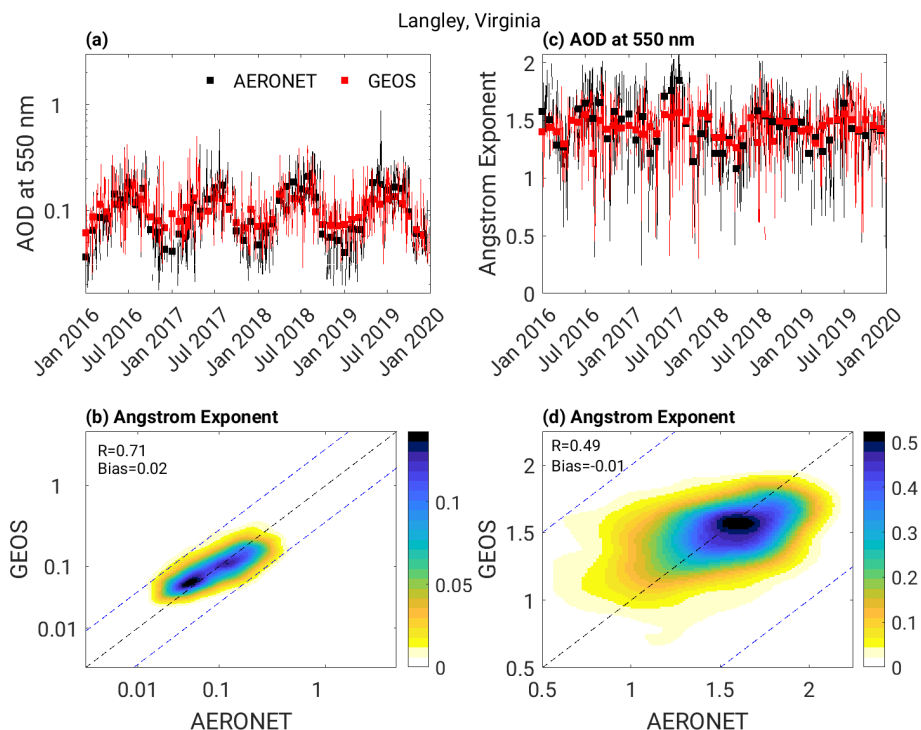 Langley, Virginia
(a)
AERONET GEOS
AOD at 550 nm
1
0.1
Jan 2016
Jul 2016
Jan 2017
Jul 2017
Jan 2018
Jul 2018
Jan 2019
Jul 2019
Jan 2020
(c) AOD at 550 nm
Angstrom Exponent
2
1.5
1
0.5
0
Jan 2016
Jul 2016
Jan 2017
Jul 2017
Jan 2018
Jul 2018
Jan 2019
Jul 2019
Jan 2020
(b) Angstrom Exponent
R=0.71
Bias=0.02
GEOS
1
0.1
0.01
0.01 0.1 1
AERONET
0.1
0.05
0
(d) Angstrom Exponent
R=0.49
Bias=-0.01
GEOS
2
1.5
1
0.5
0.5 1 1.5 2
AERONET
0.5
0.4
0.3
0.2
0.1
0